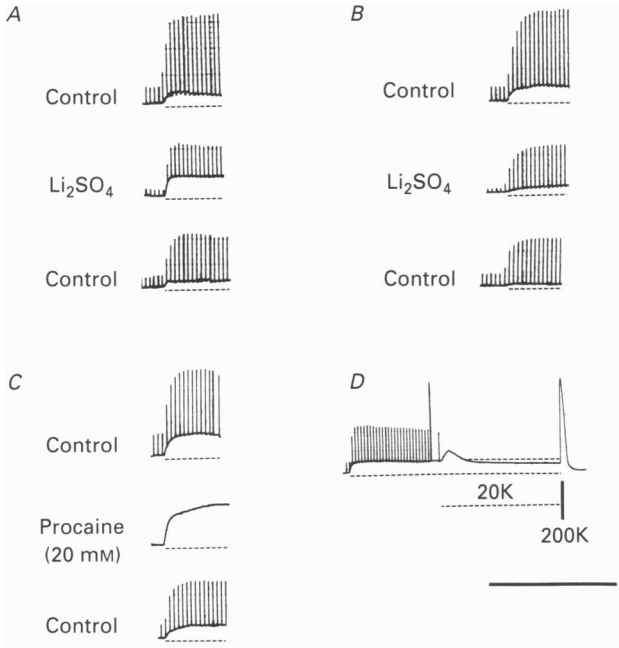 A
Control
Li2SO4
Control
B
Control
Li2SO4
Control
C
Control
Procaine
(20 mM)
Control
D
20K
200K